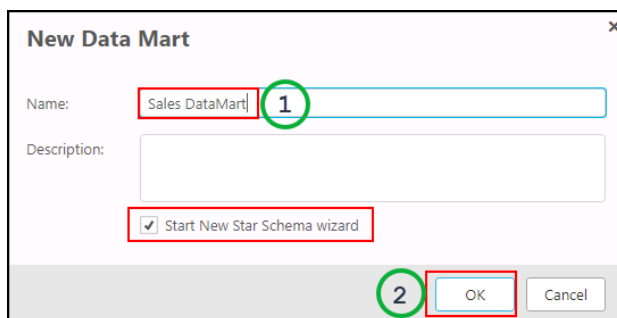 New Data Mart
×
Name:
Sales DataMart
1
Description:
Start New Star Schema wizard
2
OK
Cancel